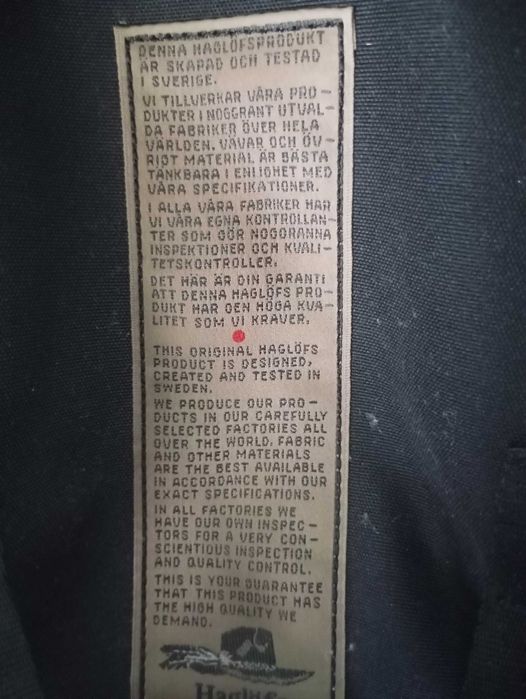 DENNA HAGLÖFSPRODUKT
ÄR SKAPAD OCH TESTAD
I SVERIGE.
VI TILLVERKAR VÅRA PRO-
DUKTER I NOGGRANT UTVAL-
DA FABRIKER ÖVER HELA
VÄRLDEN. VÄVAR OCH ÖV-
RIGT MATERIAL ÄR BÄSTA
TÄNKBARA I ENLIGHET MED
VÅRA SPECIFIKATIONER.
I ALLA VÅRA FABRIKER HAR
VI VÅRA EGNA KONTROLLAN-
TER SOM GÖR NOGGRANNA
INSPEKTIONER OCH KVALI-
TETSKONTROLLER.
DET HÄR ÄR DIN GARANTI
ATT DENNA HAGLÖFS PRO-
DUKT HAR DEN HÖGA KVA-
LITET SOM VI KRÄVER.
THIS ORIGINAL HAGLÖFS
PRODUCT IS DESIGNED,
CREATED AND TESTED IN
SWEDEN.
WE PRODUCE OUR PRO-
DUCTS IN OUR CAREFULLY
SELECTED FACTORIES ALL
OVER THE WORLD. FABRIC
AND OTHER MATERIALS
ARE THE BEST AVAILABLE
IN ACCORDANCE WITH OUR
EXACT SPECIFICATIONS.
IN ALL FACTORIES WE
HAVE OUR OWN INSPEC-
TORS FOR A VERY CON-
SCIENTIOUS INSPECTION
AND QUALITY CONTROL.
THIS IS YOUR GUARANTEE
THAT THIS PRODUCT HAS
THE HIGH QUALITY WE
DEMAND.
Haglöfs